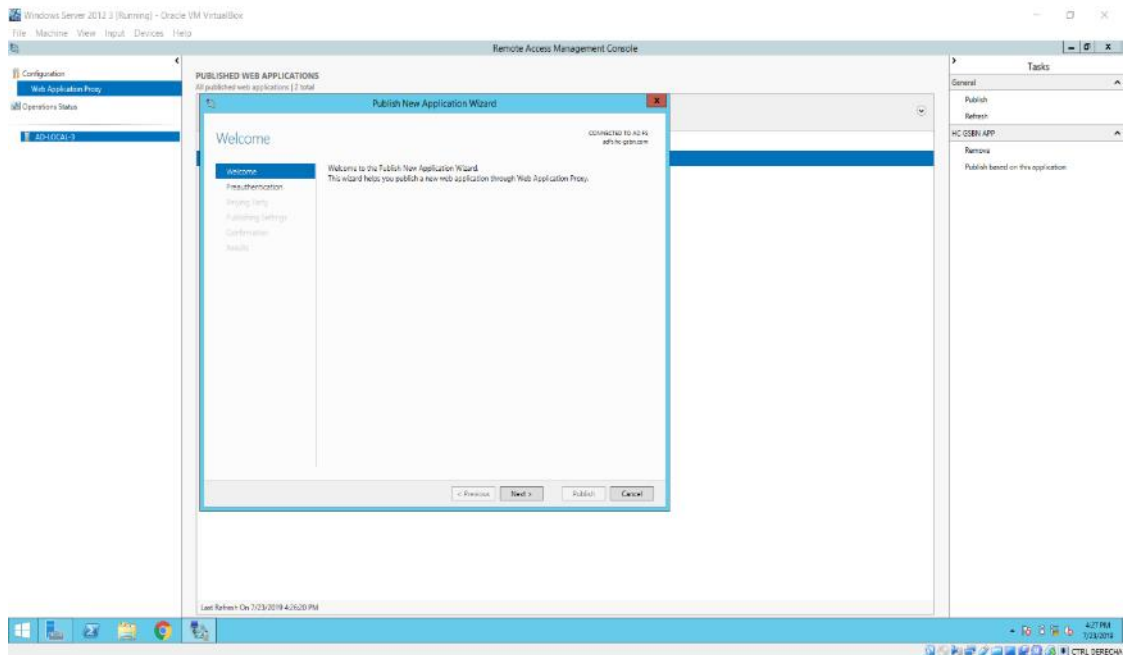 Windows Server 2012 3 [Running] - Oracle VM VirtualBox
File Machine View Input Devices Help
Remote Access Management Console
Configuration
Web Application Proxy
Operations Status
AD-LOCAL-3
PUBLISHED WEB APPLICATIONS
All published web applications | 2 total
Publish New Application Wizard
Welcome
CONNECTED TO AD FS
adfs.hc-gsbn.com
Welcome
Preauthentication
Relying Party
Publishing Settings
Confirmation
Results
Welcome to the Publish New Application Wizard.
This wizard helps you publish a new web application through Web Application Proxy.
< Previous
Next >
Publish
Cancel
Last Refresh On 7/23/2019 4:26:20 PM
Tasks
General
Publish
Refresh
HC GSBN APP
Remove
Publish based on this application
4:27 PM
7/23/2019
CTRL DERECHA